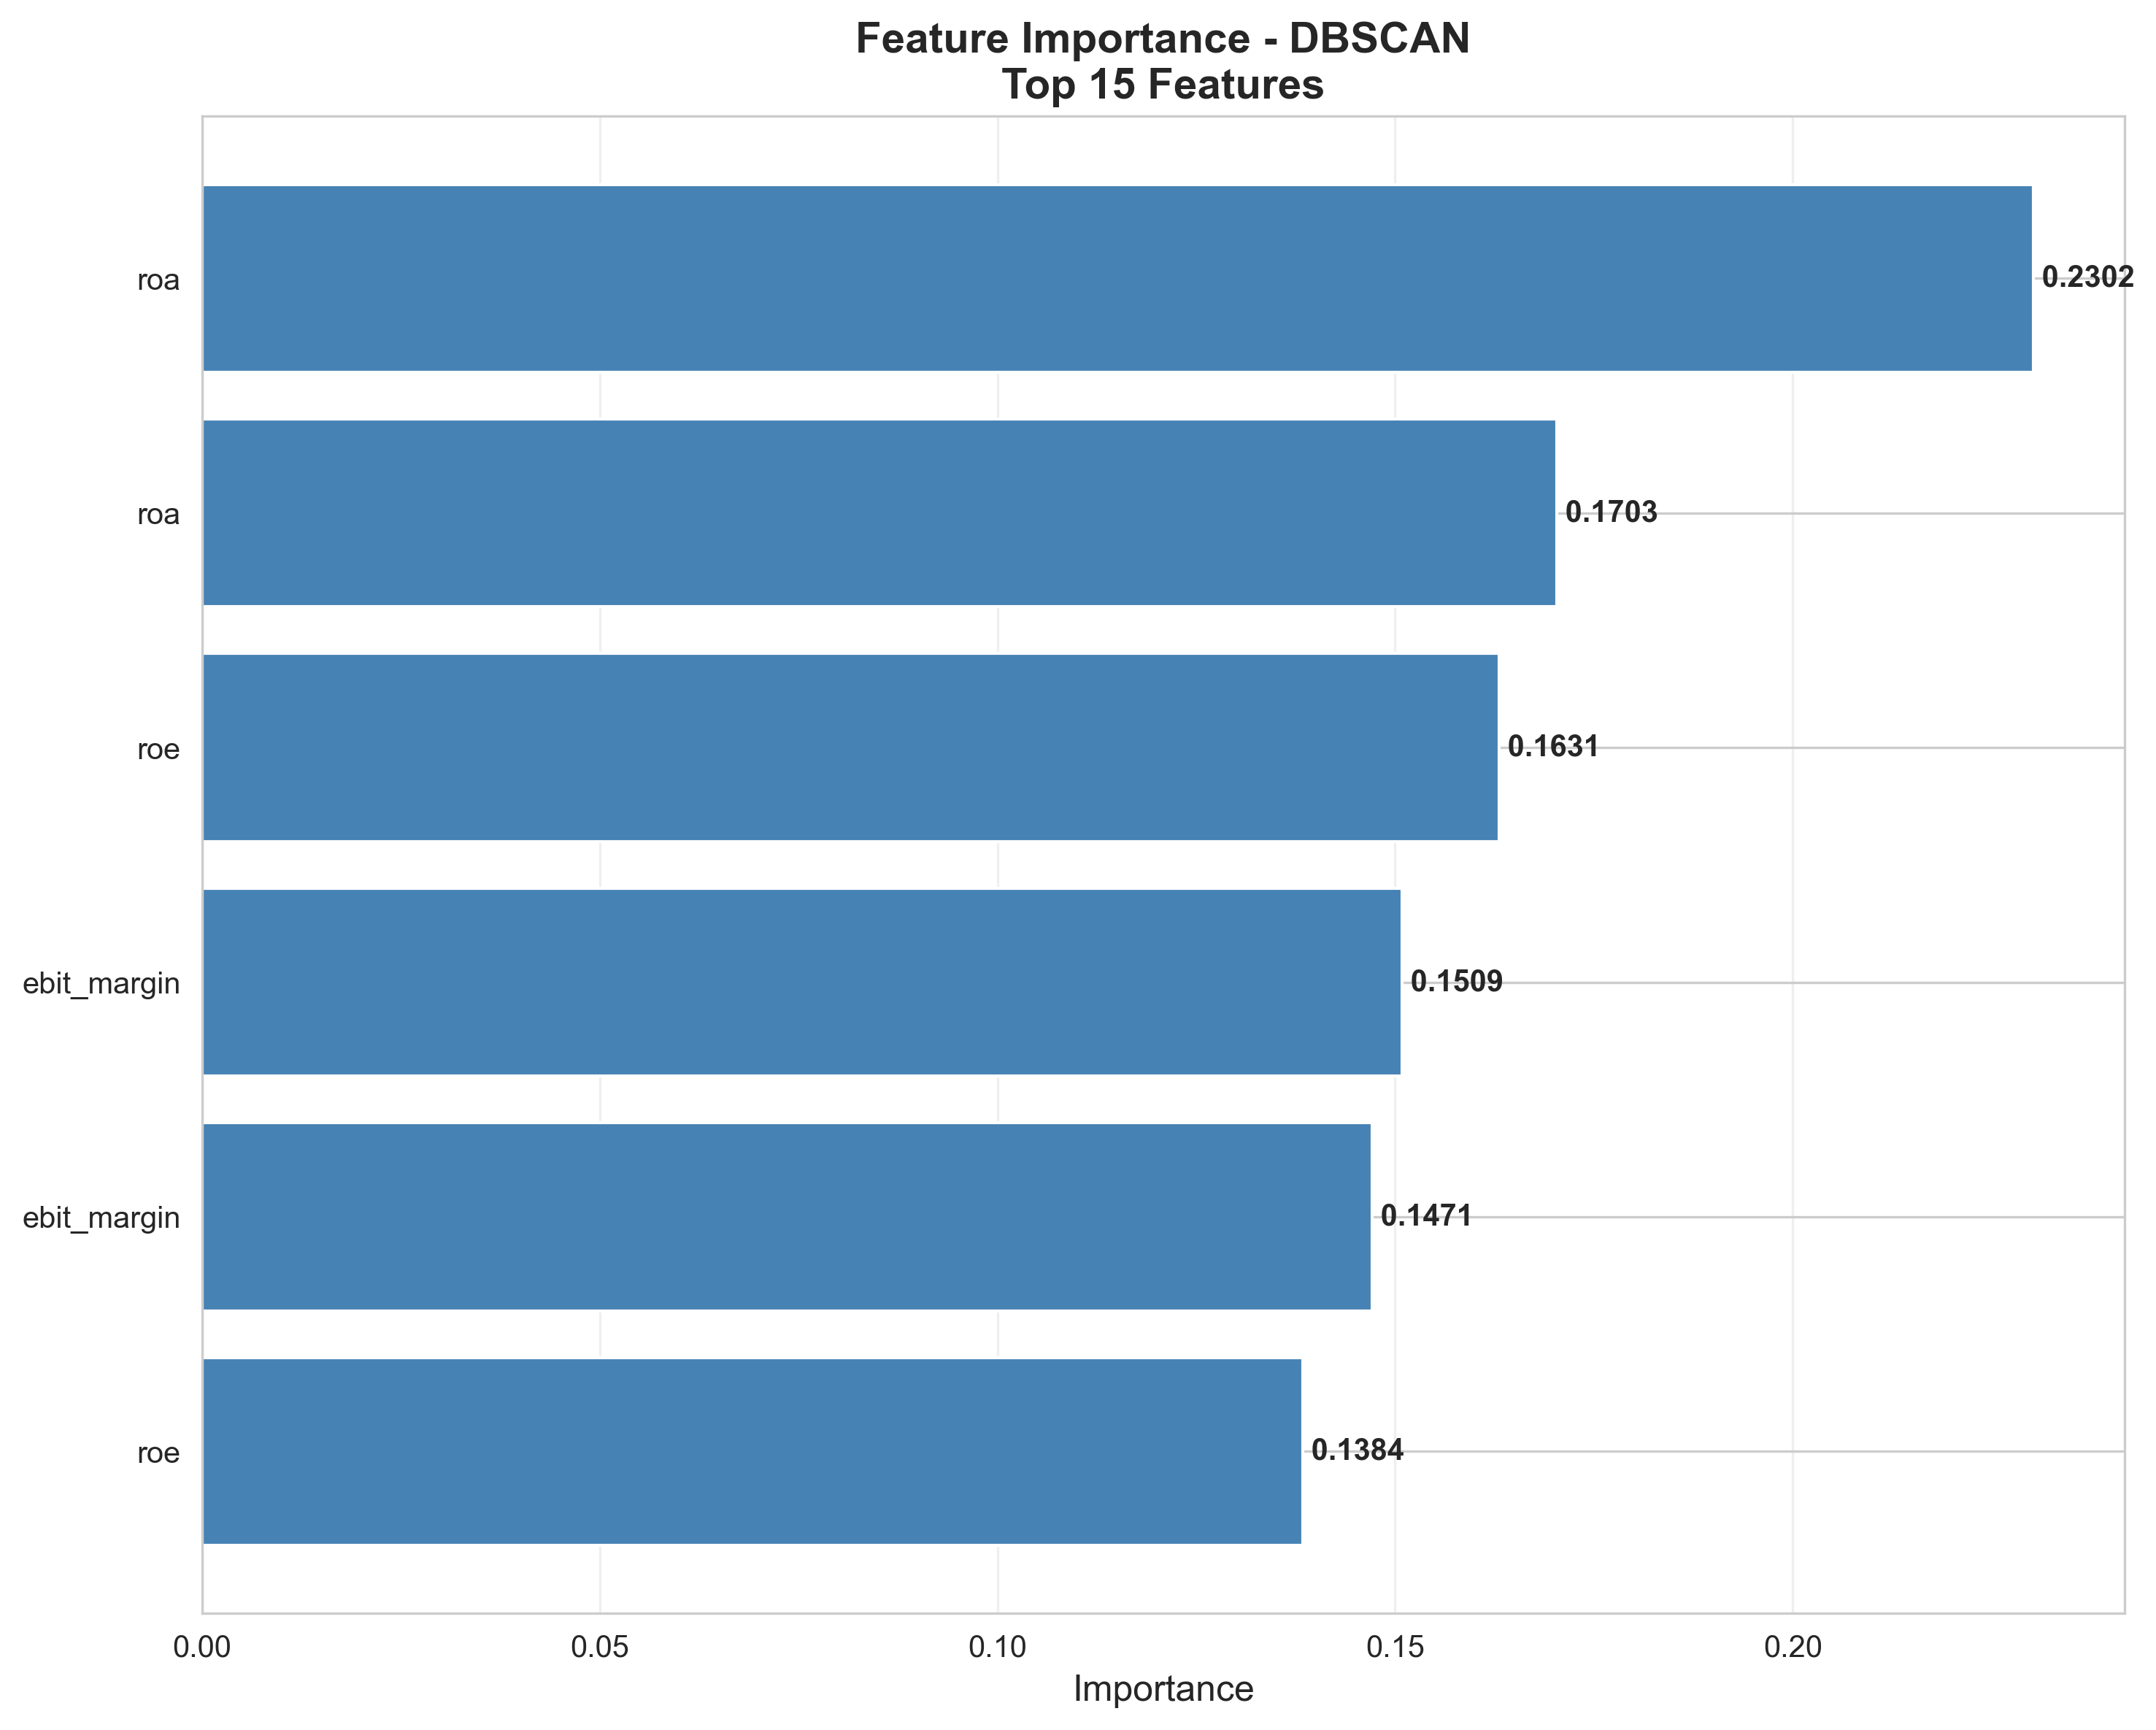 Feature Importance - DBSCAN
Top 15 Features
roa
0.2302
roa
0.1703
roe
0.1631
ebit_margin
0.1509
ebit_margin
0.1471
roe
0.1384
0.00 0.05 0.10 0.15 0.20
Importance